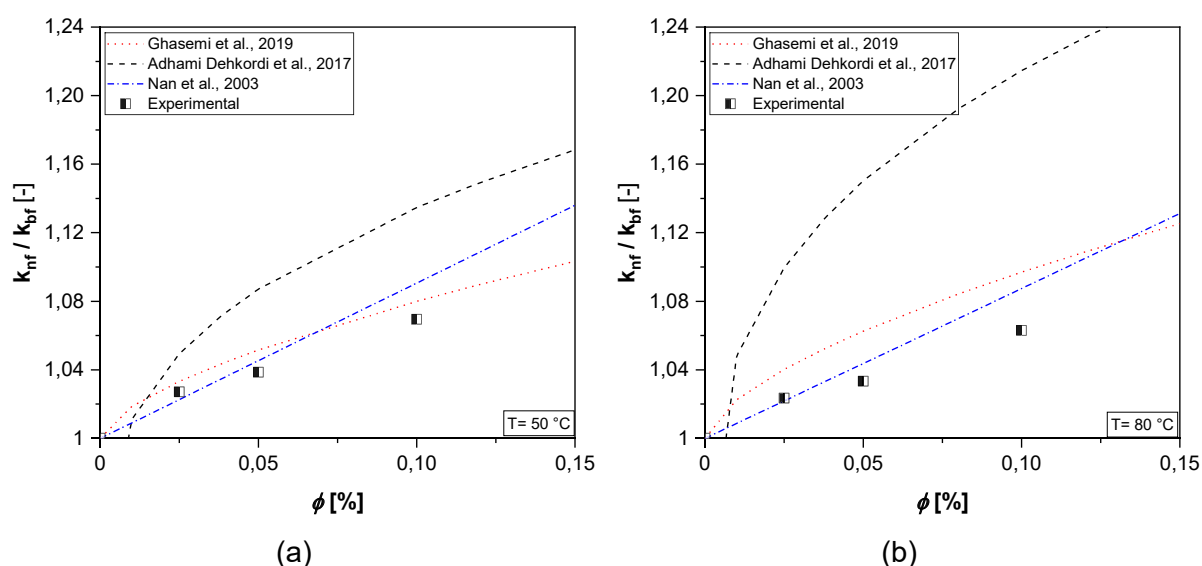 1,24
1,20
1,16
1,12
1,08
1,04
1
k_nf / k_bf [-]
Ghasemi et al., 2019
Adhami Dehkordi et al., 2017
Nan et al., 2003
Experimental
T= 50 °C
0
0,05
0,10
0,15
ϕ [%]
(a)
1,24
1,20
1,16
1,12
1,08
1,04
1
k_nf / k_bf [-]
Ghasemi et al., 2019
Adhami Dehkordi et al., 2017
Nan et al., 2003
Experimental
T= 80 °C
0
0,05
0,10
0,15
ϕ [%]
(b)